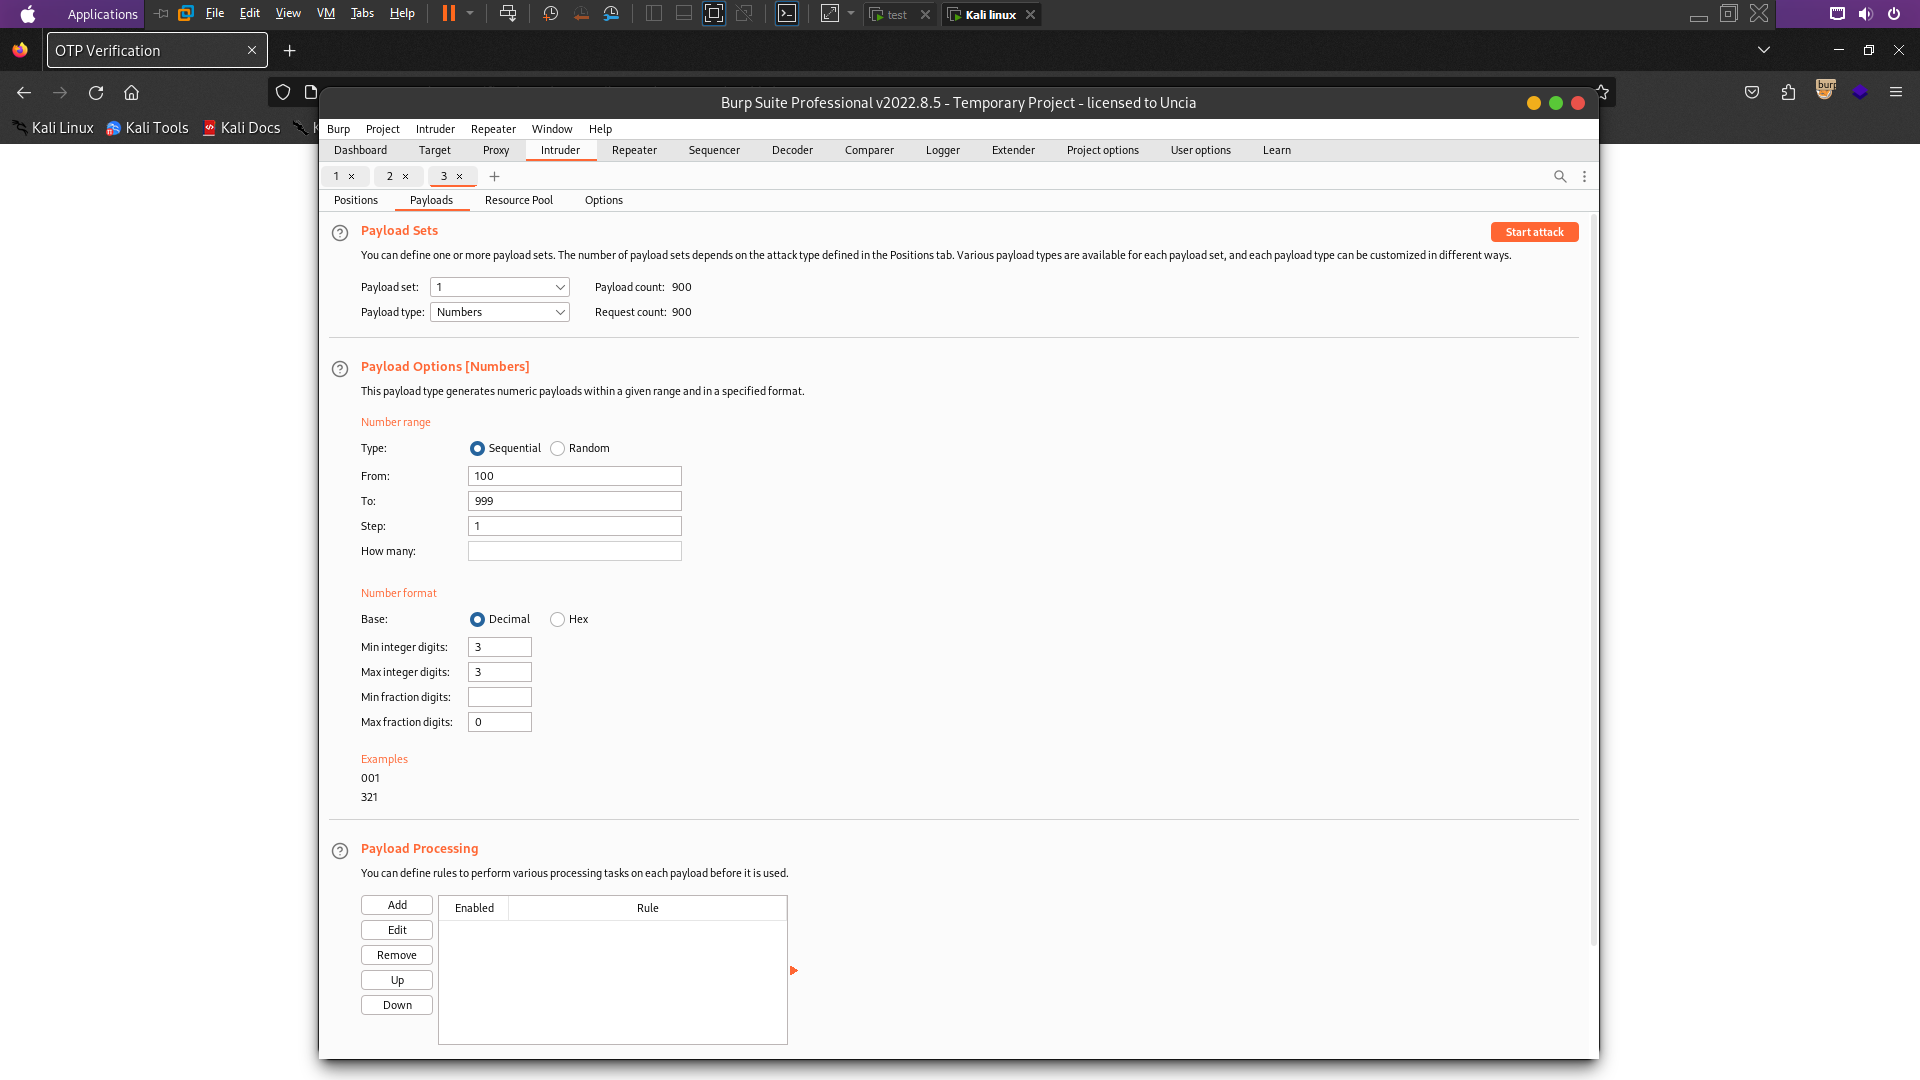 Applications File Edit View VM Tabs Help test Kali linux
OTP Verification
Kali Linux Kali Tools Kali Docs
burp
Burp Suite Professional v2022.8.5 - Temporary Project - licensed to Uncia
Burp Project Intruder Repeater Window Help
Dashboard Target Proxy Intruder Repeater Sequencer Decoder Comparer Logger Extender Project options User options Learn
1 2 3
Positions Payloads Resource Pool Options
Payload Sets
Start attack
You can define one or more payload sets. The number of payload sets depends on the attack type defined in the Positions tab. Various payload types are available for each payload set, and each payload type can be customized in different ways.
Payload set: 1 Payload count: 900
Payload type: Numbers Request count: 900
Payload Options [Numbers]
This payload type generates numeric payloads within a given range and in a specified format.
Number range
Type: Sequential Random
From: 100
To: 999
Step: 1
How many:
Number format
Base: Decimal Hex
Min integer digits: 3
Max integer digits: 3
Min fraction digits:
Max fraction digits: 0
Examples
001
321
Payload Processing
You can define rules to perform various processing tasks on each payload before it is used.
Add Enabled Rule
Edit
Remove
Up
Down